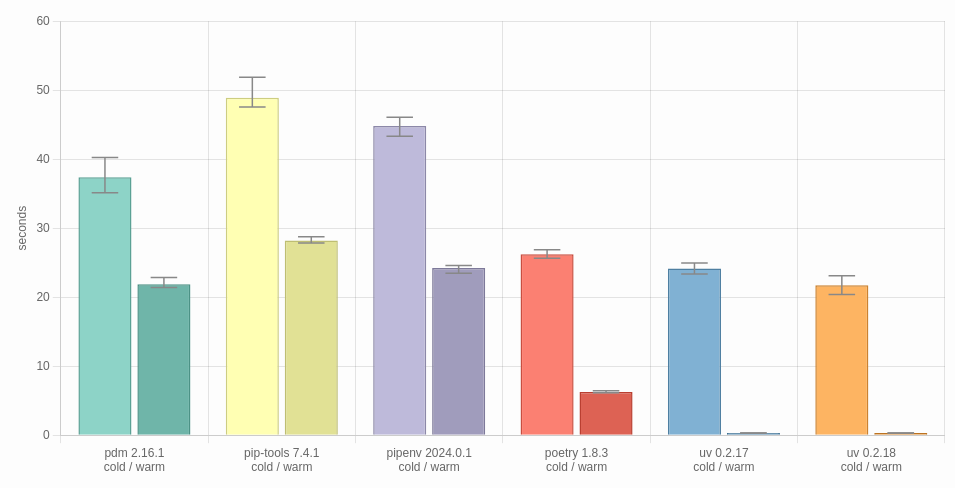 60
50
40
30
20
10
0
seconds
pdm 2.16.1
cold / warm
pip-tools 7.4.1
cold / warm
pipenv 2024.0.1
cold / warm
poetry 1.8.3
cold / warm
uv 0.2.17
cold / warm
uv 0.2.18
cold / warm